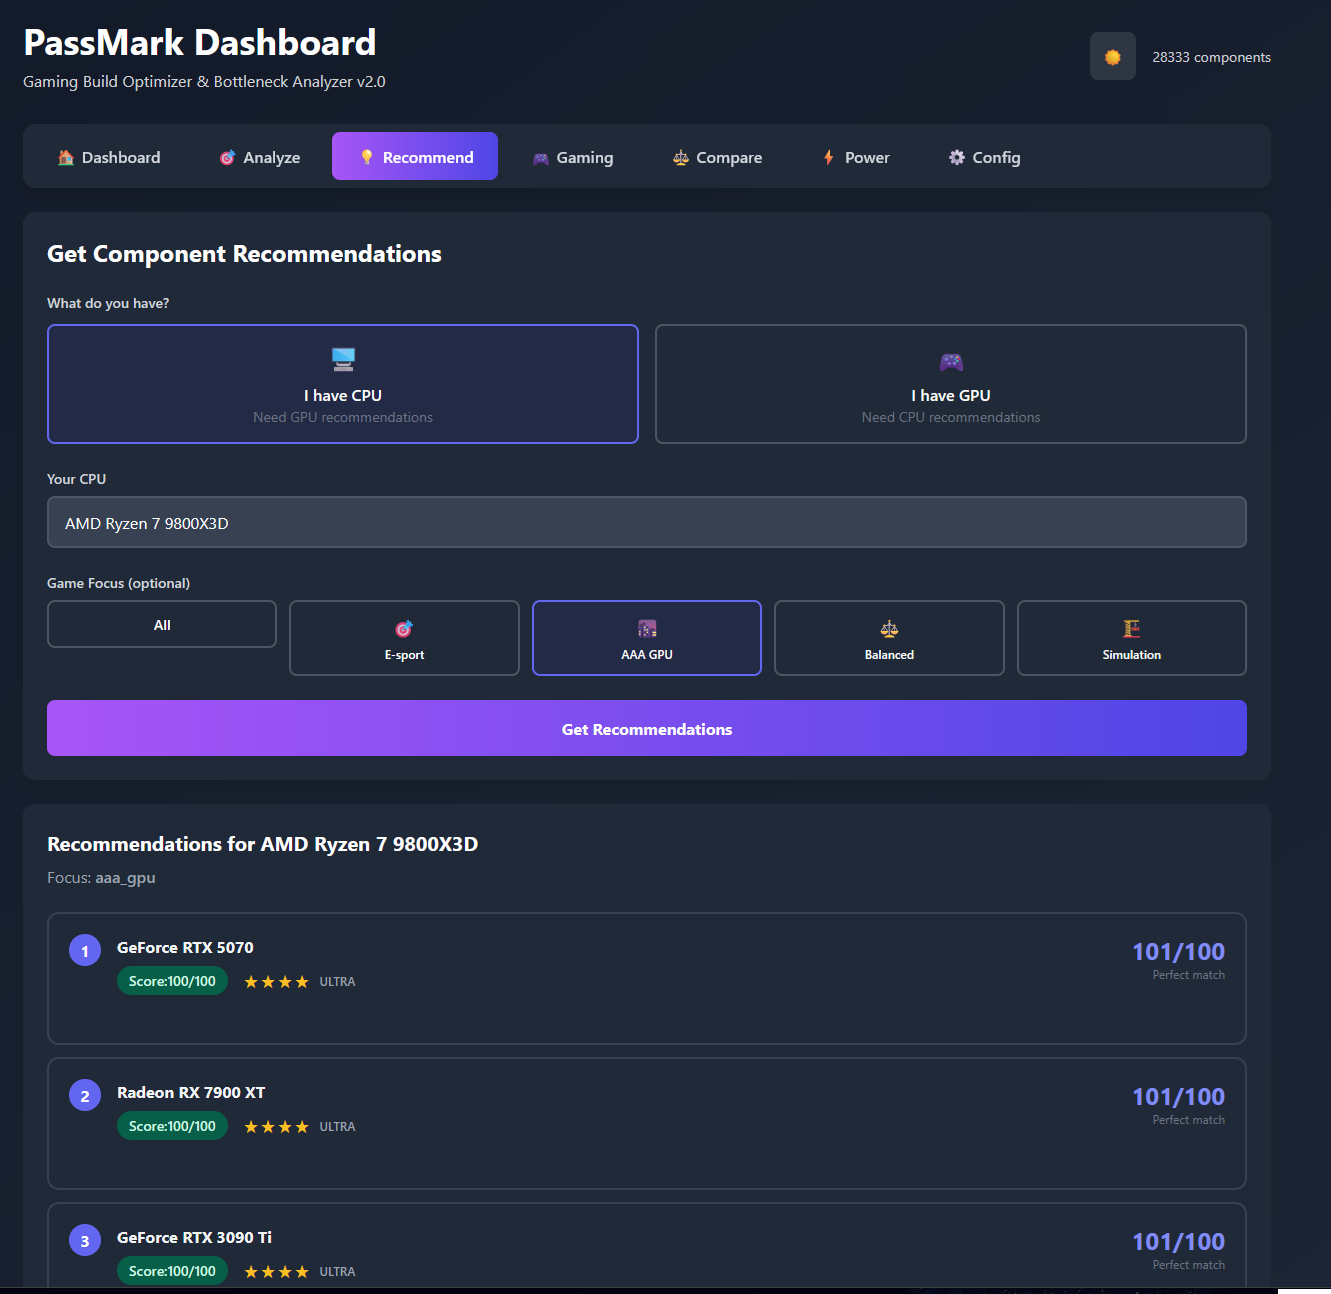 PassMark Dashboard
Gaming Build Optimizer & Bottleneck Analyzer v2.0
28333 components
Dashboard
Analyze
Recommend
Gaming
Compare
Power
Config
Get Component Recommendations
What do you have?
I have CPU
Need GPU recommendations
I have GPU
Need CPU recommendations
Your CPU
AMD Ryzen 7 9800X3D
Game Focus (optional)
All
E-sport
AAA GPU
Balanced
Simulation
Get Recommendations
Recommendations for AMD Ryzen 7 9800X3D
Focus: aaa_gpu
1
GeForce RTX 5070
Score:100/100
★★★★ ULTRA
101/100
Perfect match
2
Radeon RX 7900 XT
Score:100/100
★★★★ ULTRA
101/100
Perfect match
3
GeForce RTX 3090 Ti
Score:100/100
★★★★ ULTRA
101/100
Perfect match